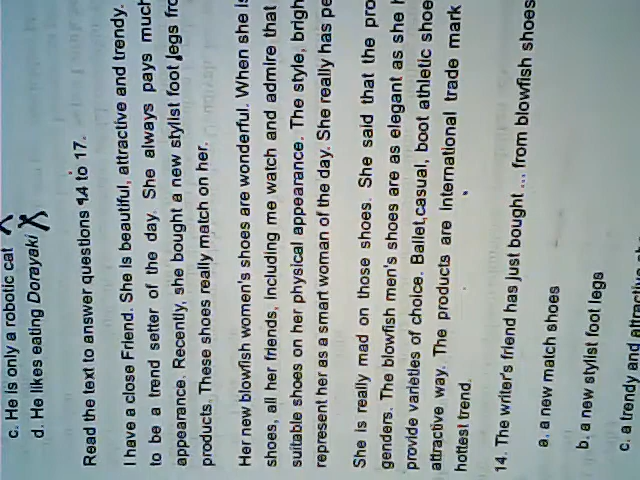 c. He is only a robotic cat
d. He likes eating Dorayaki
Read the text to answer questions 14 to 17.
I have a close Friend. She is beautiful, attractive and trendy.
to be a trend setter of the day. She always pays much
appearance. Recently, she bought a new stylist foot legs
products. These shoes really match on her.
Her new blowfish women's shoes are wonderful. When she
shoes, all her friends, including me watch and admire that
suitable shoes on her physical appearance. The style,
represent her as a smart woman of the day. She really has
She is really mad on those shoes. She said that the
genders. The blowfish men's shoes are as elegant as she
provide varieties of choice. Ballet, casual, boot athletic
attractive way. The products are international trade mark
hottest trend.
14. The writer's friend has just bought ... from blowfish shoes
a. a new match shoes
b. a new stylist foot legs
c. a trendy and attractive